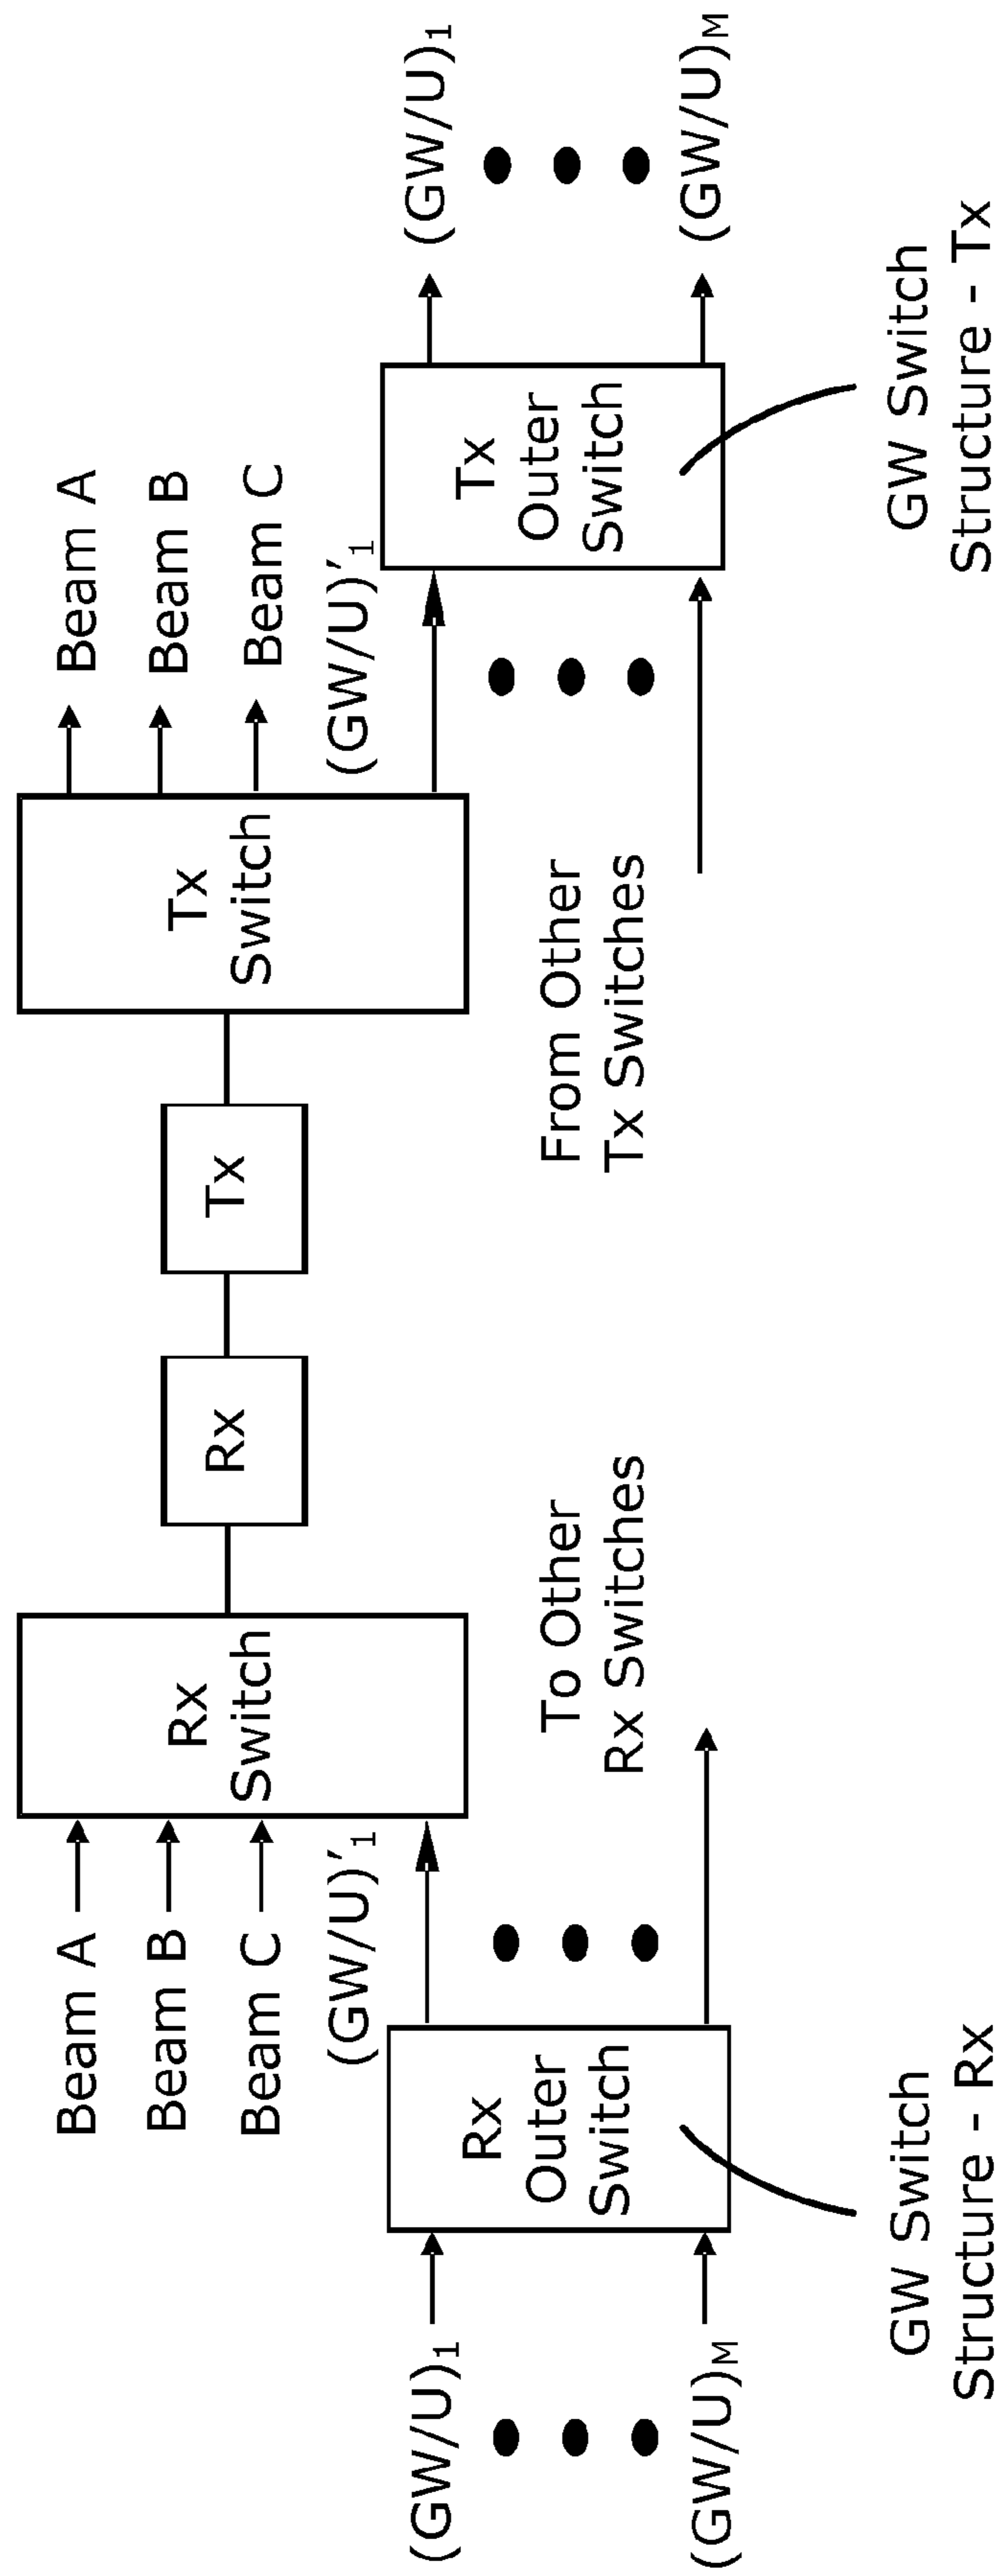 Beam A
Beam B
Beam C
(GW/U)′1
Rx
Switch
Rx
Tx
Tx
Switch
Beam A
Beam B
Beam C
(GW/U)′1
(GW/U)1
(GW/U)M
Rx
Outer
Switch
To Other
Rx Switches
From Other
Tx Switches
Tx
Outer
Switch
(GW/U)1
(GW/U)M
GW Switch
Structure - Rx
GW Switch
Structure - Tx